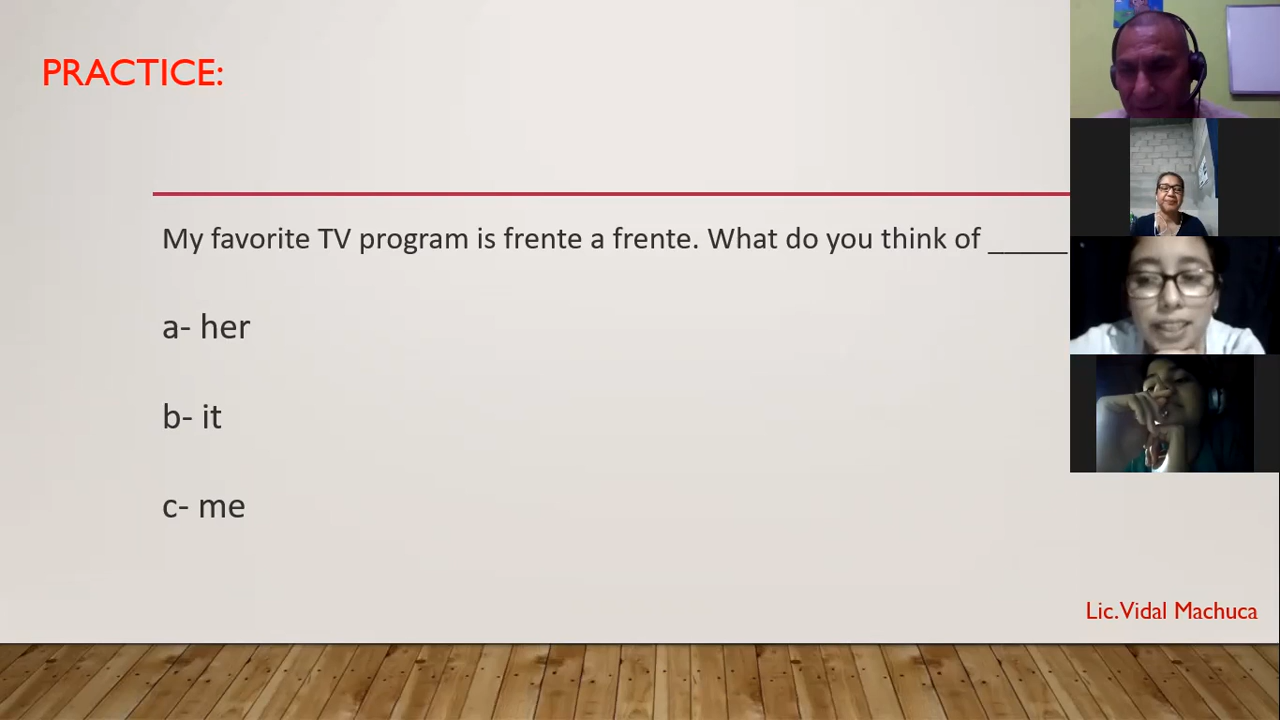 PRACTICE:
My favorite TV program is frente a frente. What do you think of _____
a- her
b- it
c- me
Lic. Vidal Machuca